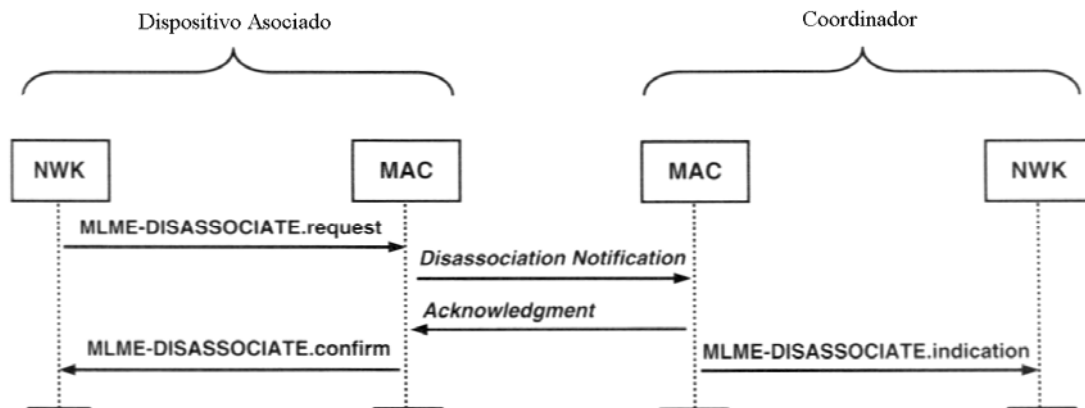 Dispositivo Asociado
Coordinador
NWK
MAC
MAC
NWK
MLME-DISASSOCIATE.request
Disassociation Notification
Acknowledgment
MLME-DISASSOCIATE.confirm
MLME-DISASSOCIATE.indication